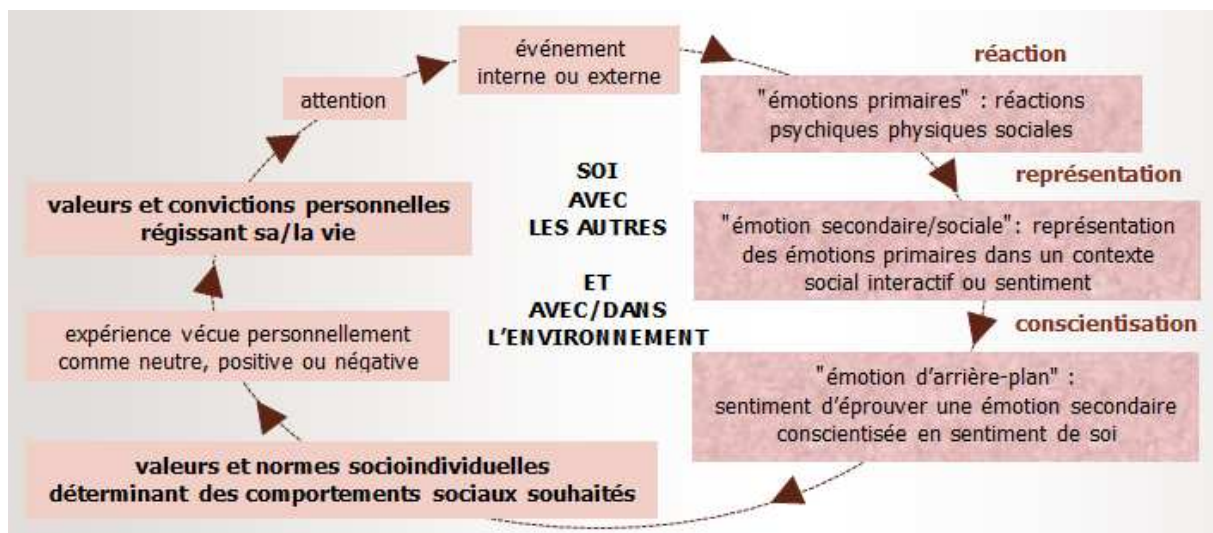 événement
interne ou externe
réaction
"émotions primaires" : réactions
psychiques physiques sociales
représentation
"émotion secondaire/sociale" : représentation
des émotions primaires dans un contexte
social interactif ou sentiment
conscientisation
"émotion d'arrière-plan" :
sentiment d'éprouver une émotion secondaire
conscientisée en sentiment de soi
valeurs et normes socioindividuelles
déterminant des comportements sociaux souhaités
expérience vécue personnellement
comme neutre, positive ou négative
valeurs et convictions personnelles
régissant sa/la vie
attention
SOI
AVEC
LES AUTRES
ET
AVEC/DANS
L'ENVIRONNEMENT